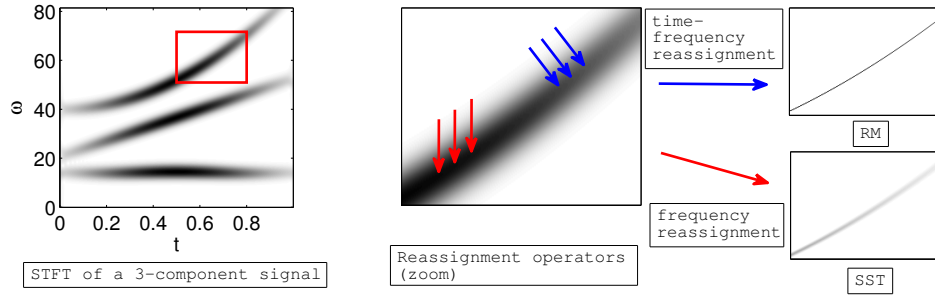 80
60
40
20
0
ω
0 0.2 0.4 0.6 0.8
t
STFT of a 3-component signal
Reassignment operators
(zoom)
time-
frequency
reassignment
frequency
reassignment
RM
SST